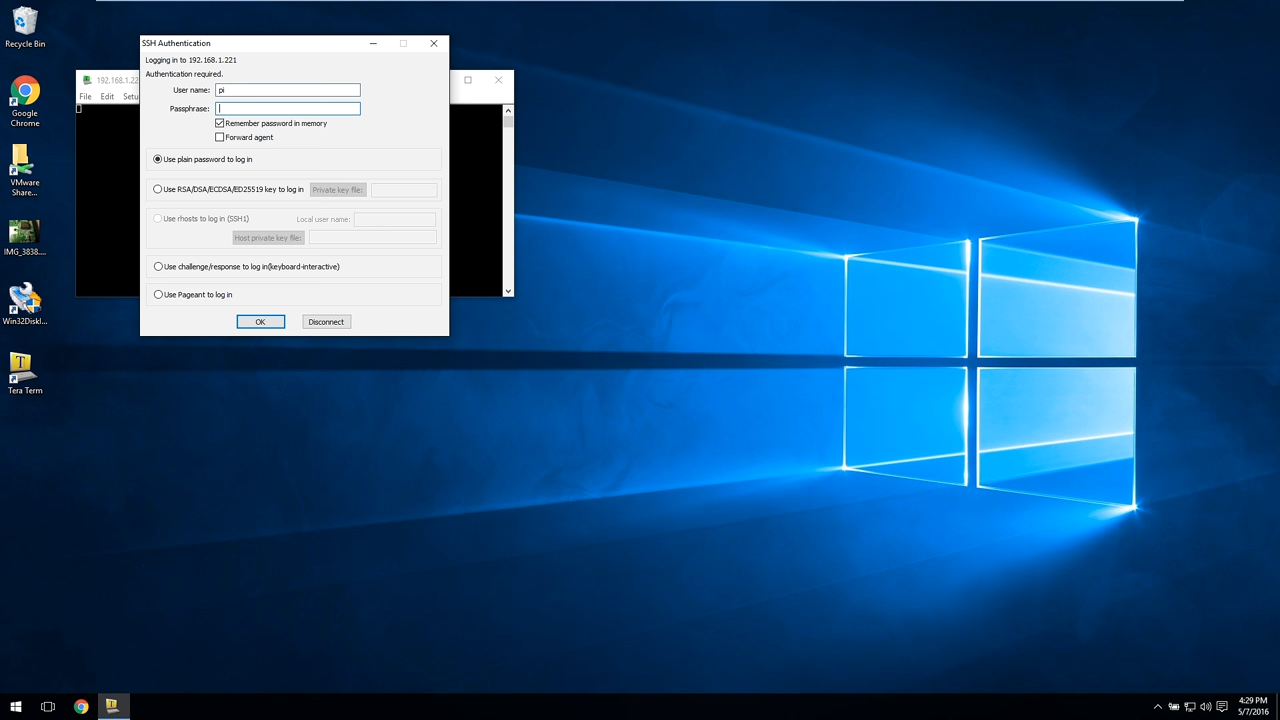 Recycle Bin
Google
Chrome
VMware
Share...
IMG_3838....
Win32DiskI...
T
Tera Term
SSH Authentication
Logging in to 192.168.1.221
Authentication required.
User name: pi
Passphrase:
Remember password in memory
Forward agent
Use plain password to log in
Use RSA/DSA/ECDSA/ED25519 key to log in Private key file:
Use rhosts to log in (SSH1) Local user name:
Host private key file:
Use challenge/response to log in(keyboard-interactive)
Use Pageant to log in
OK Disconnect
192.168.1.22
File Edit Setu
T
4:29 PM
5/7/2016